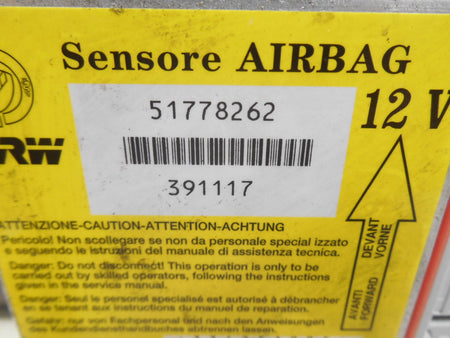 Sensore AIRBAG
51778262
12 V
RW
391117
ATTENZIONE-CAUTION-ATTENTION-ACHTUNG
Pericolo! Non scollegare se non da personale specializzato
e seguendo le istruzioni del manuale di assistenza tecnica.
Danger: Do not disconnect! This operation is only to be
carried out by skilled operators, following the instructions
given in the service manual.
Danger: Seul le personel specialisé est autorisé à débrancher
en se tenant aux instructions du manuel de reparation.
Gefahr: nur von Fachpersonal und nach den Anweisungen
des Kundendiensthandbuches abtrennen lassen.
AVANTI DEVANT
FORWARD VORNE